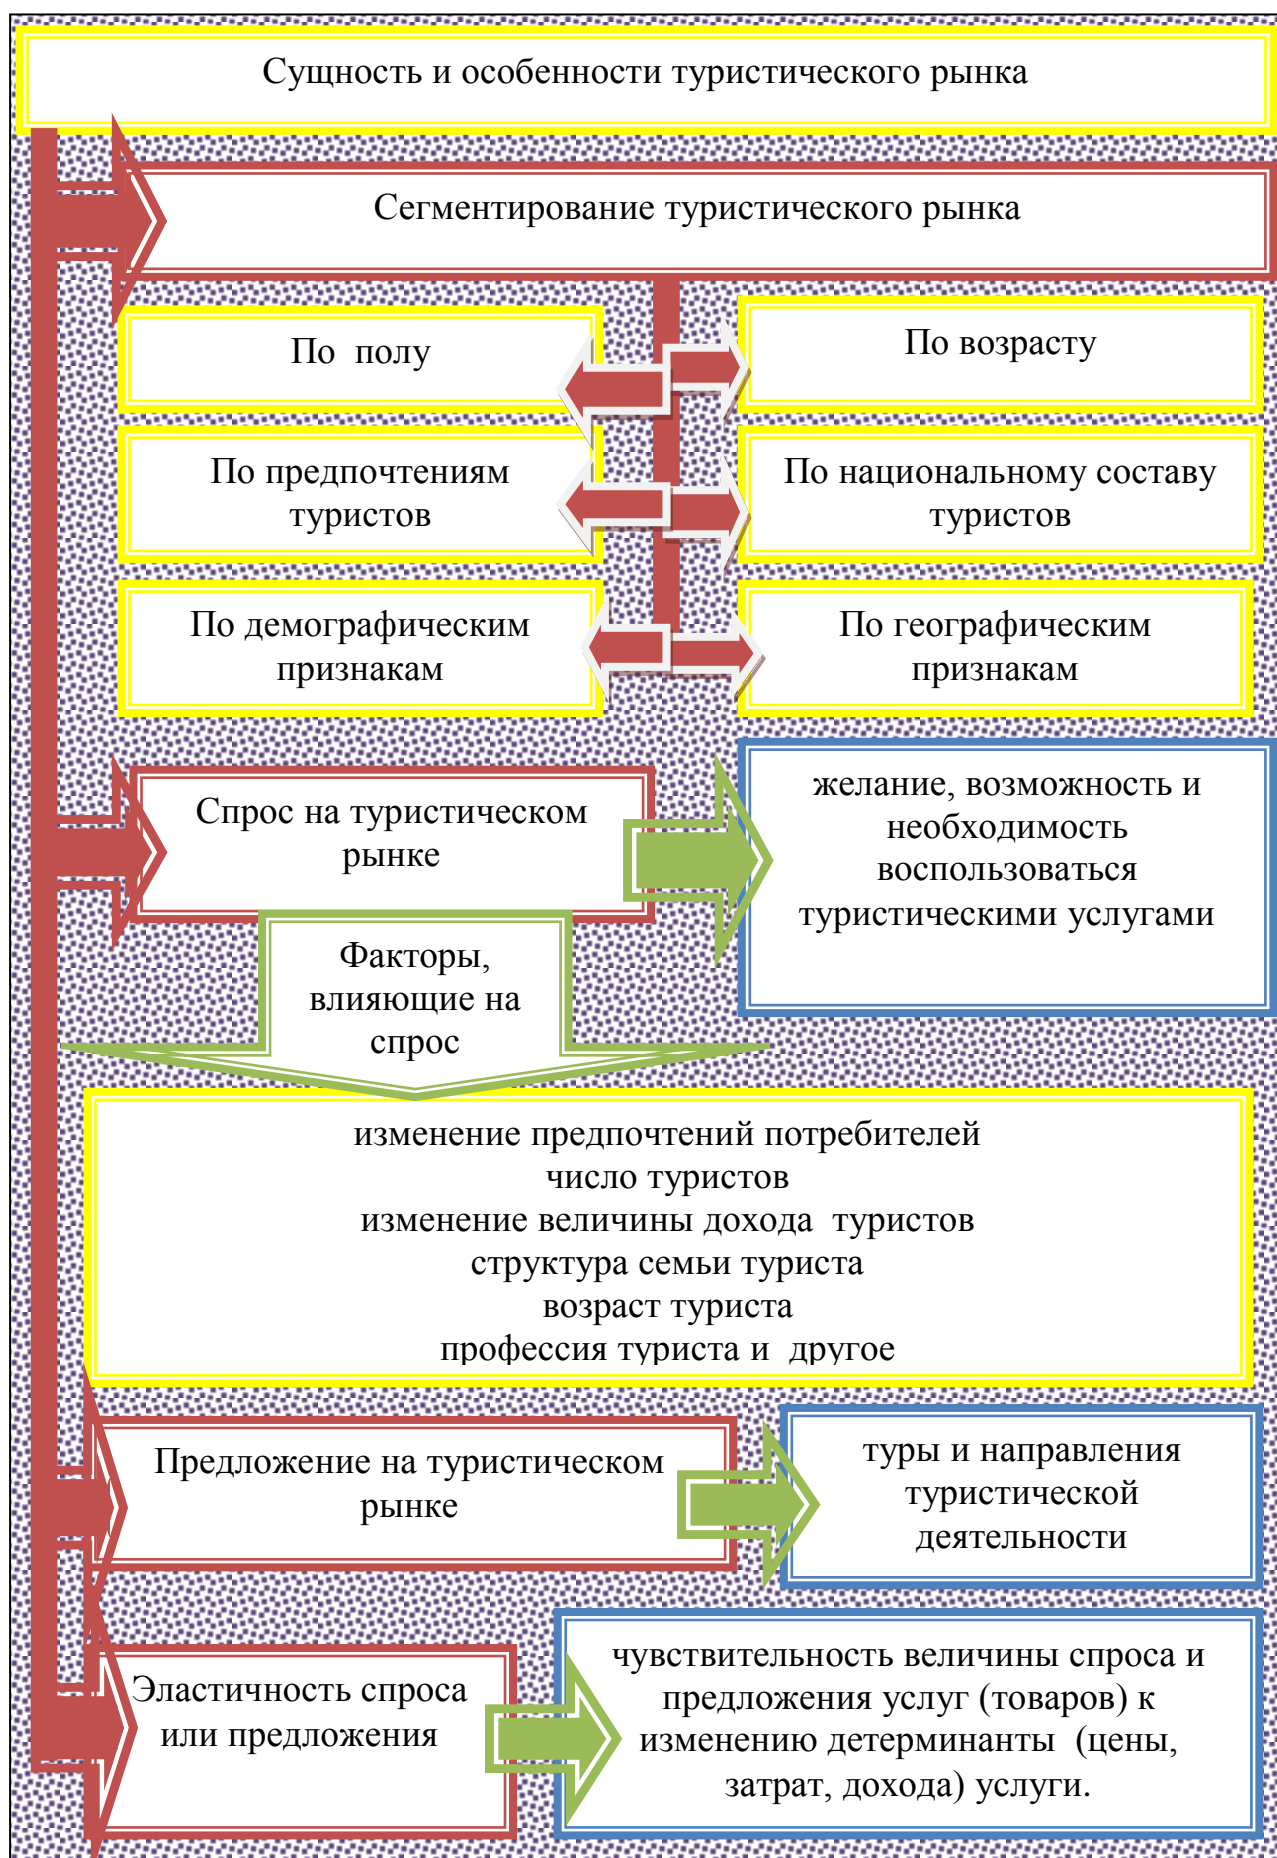 Сущность и особенности туристического рынка
Сегментирование туристического рынка
По полу
По возрасту
По предпочтениям
туристов
По национальному составу
туристов
По демографическим
признакам
По географическим
признакам
Спрос на туристическом
рынке
желание, возможность и
необходимость
воспользоваться
туристическими услугами
Факторы,
влияющие на
спрос
изменение предпочтений потребителей
число туристов
изменение величины дохода туристов
структура семьи туриста
возраст туриста
профессия туриста и другое
Предложение на туристическом
рынке
туры и направления
туристической
деятельности
Эластичность спроса
или предложения
чувствительность величины спроса и
предложения услуг (товаров) к
изменению детерминанты (цены,
затрат, дохода) услуги.